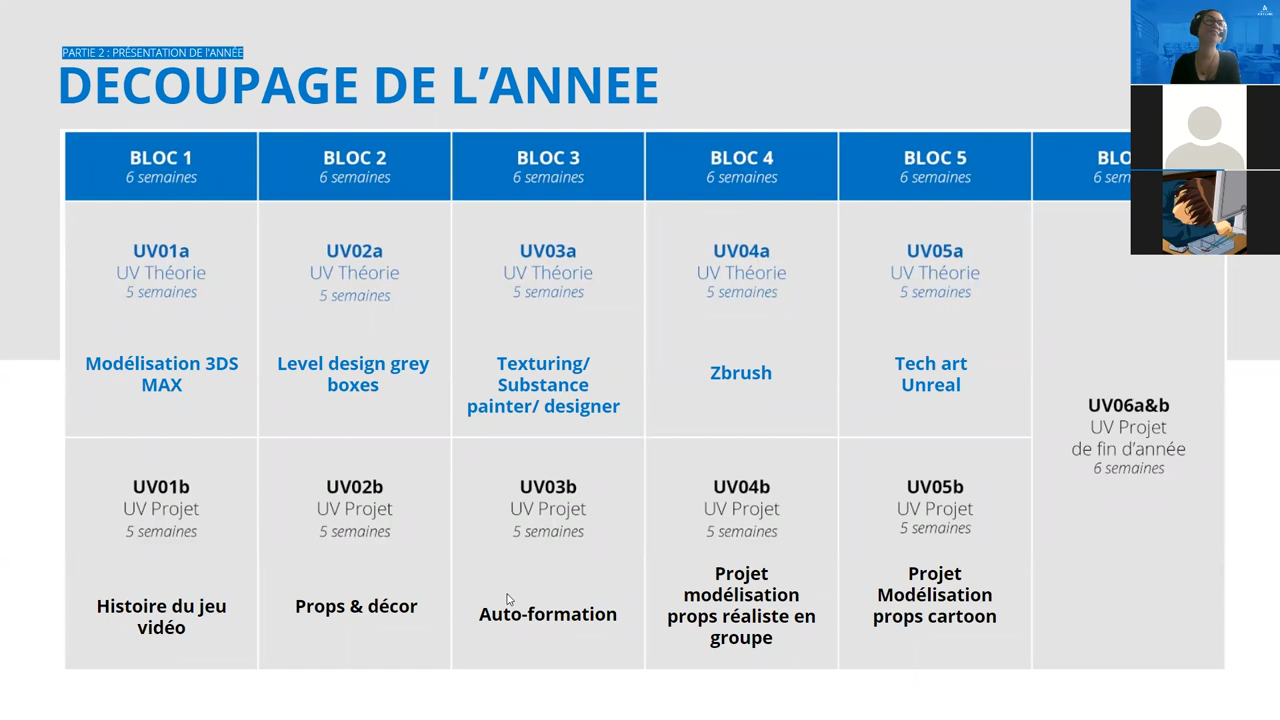 PARTIE 2 : PRÉSENTATION DE l'ANNÉE
DECOUPAGE DE L’ANNEE
BLOC 1
6 semaines
BLOC 2
6 semaines
BLOC 3
6 semaines
BLOC 4
6 semaines
BLOC 5
6 semaines
BLO
6 sem
UV01a
UV Théorie
5 semaines
Modélisation 3DS
MAX
UV02a
UV Théorie
5 semaines
Level design grey
boxes
UV03a
UV Théorie
5 semaines
Texturing/
Substance
painter/ designer
UV04a
UV Théorie
5 semaines
Zbrush
UV05a
UV Théorie
5 semaines
Tech art
Unreal
UV06a&b
UV Projet
de fin d’année
6 semaines
UV01b
UV Projet
5 semaines
Histoire du jeu
vidéo
UV02b
UV Projet
5 semaines
Props & décor
UV03b
UV Projet
5 semaines
Auto-formation
UV04b
UV Projet
5 semaines
Projet
modélisation
props réaliste en
groupe
UV05b
UV Projet
5 semaines
Projet
Modélisation
props cartoon